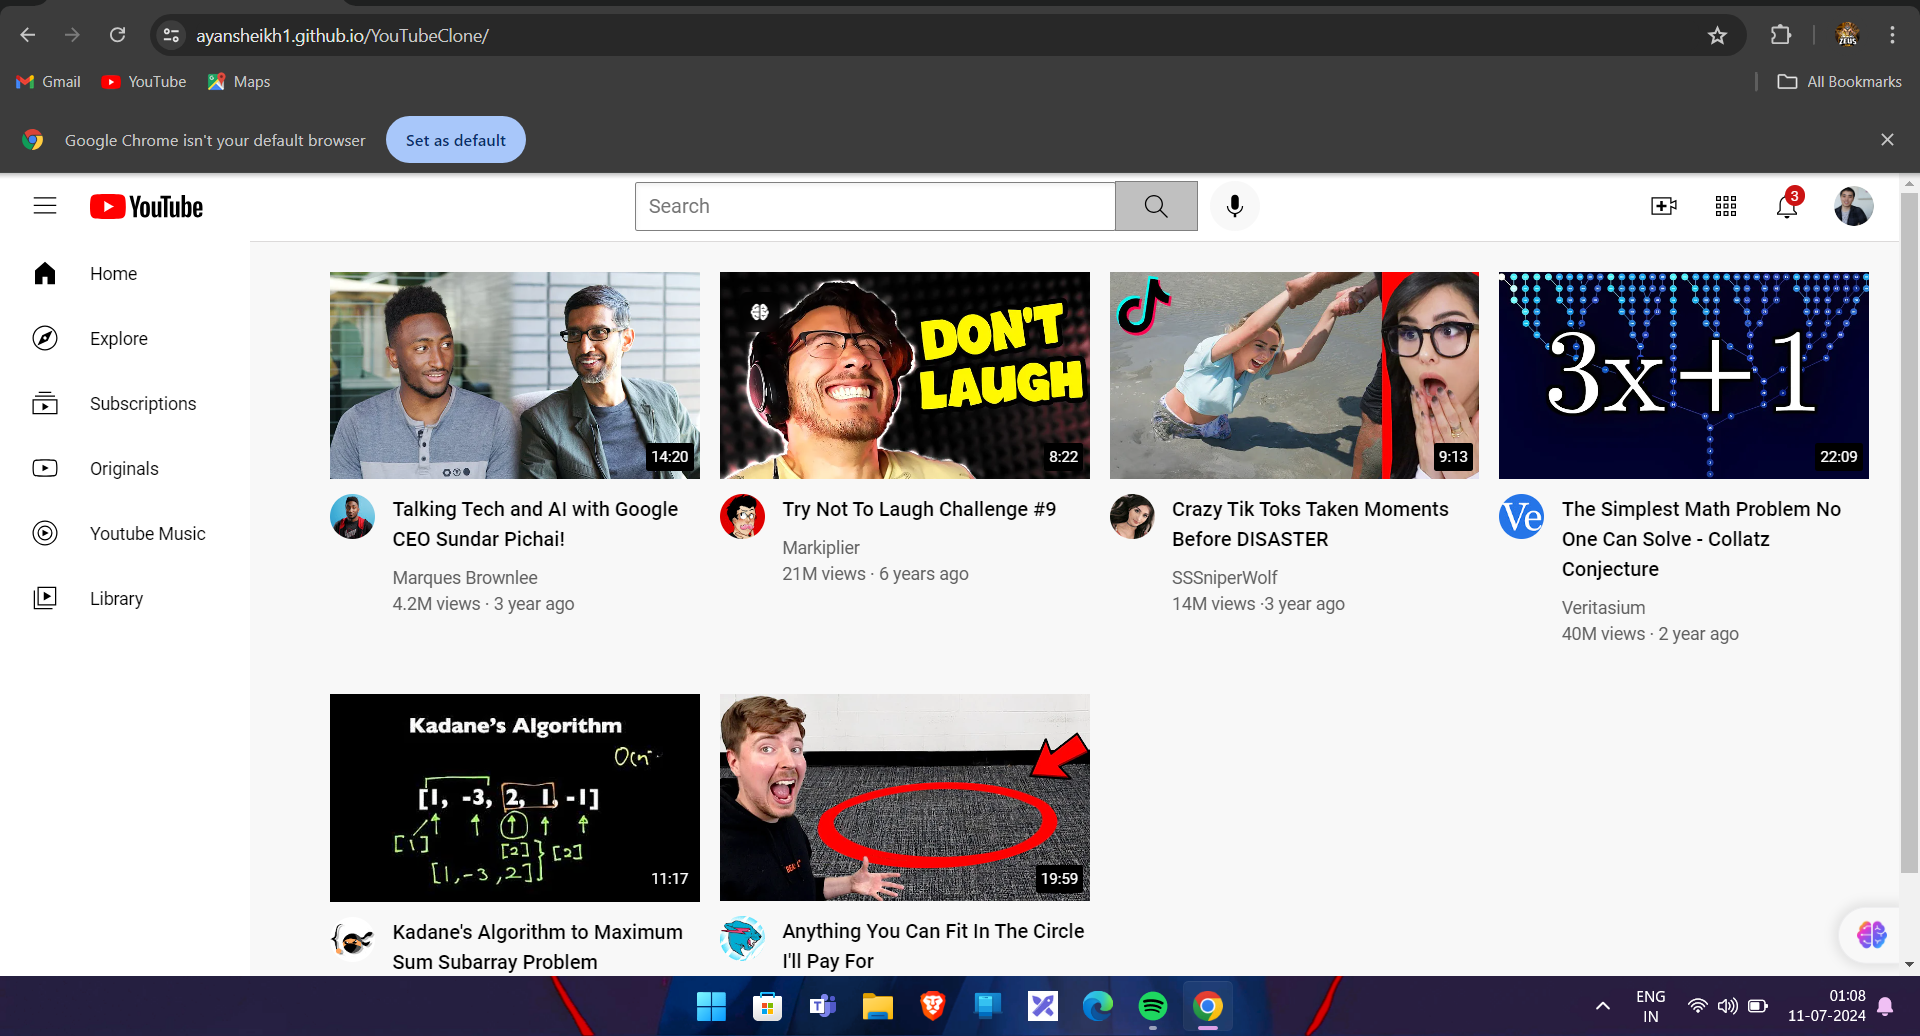 ayansheikh1.github.io/YouTubeClone/
Gmail
YouTube
Maps
All Bookmarks
Google Chrome isn't your default browser
Set as default
YouTube
Search
3
Home
Explore
Subscriptions
Originals
Youtube Music
Library
14:20
Talking Tech and AI with Google
CEO Sundar Pichai!
Marques Brownlee
4.2M views · 3 year ago
DON'T
LAUGH
8:22
Try Not To Laugh Challenge #9
Markiplier
21M views · 6 years ago
9:13
Crazy Tik Toks Taken Moments
Before DISASTER
SSSniperWolf
14M views ·3 year ago
3x+1
22:09
Ve
The Simplest Math Problem No
One Can Solve - Collatz
Conjecture
Veritasium
40M views · 2 year ago
Kadane's Algorithm
[1, -3, 2, 1, -1]
[1]
[2]
[2]
[1,-3,2]
11:17
Kadane's Algorithm to Maximum
Sum Subarray Problem
19:59
Anything You Can Fit In The Circle
I'll Pay For
ENG
IN
01:08
11-07-2024